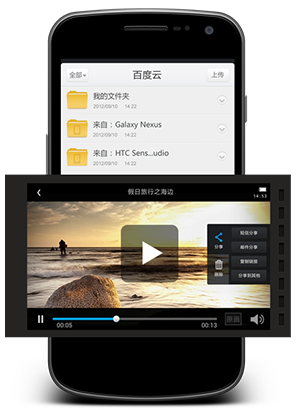 全部
百度云
上传
我的文件夹
2012/09/10 14:22
来自：Galaxy Nexus
2012/09/10 14:22
来自：HTC Sens...udio
2012/09/10 14:22
假日旅行之海边
14:53
分享
短信分享
邮件分享
删除
复制链接
分享到其他
00:05
00:13